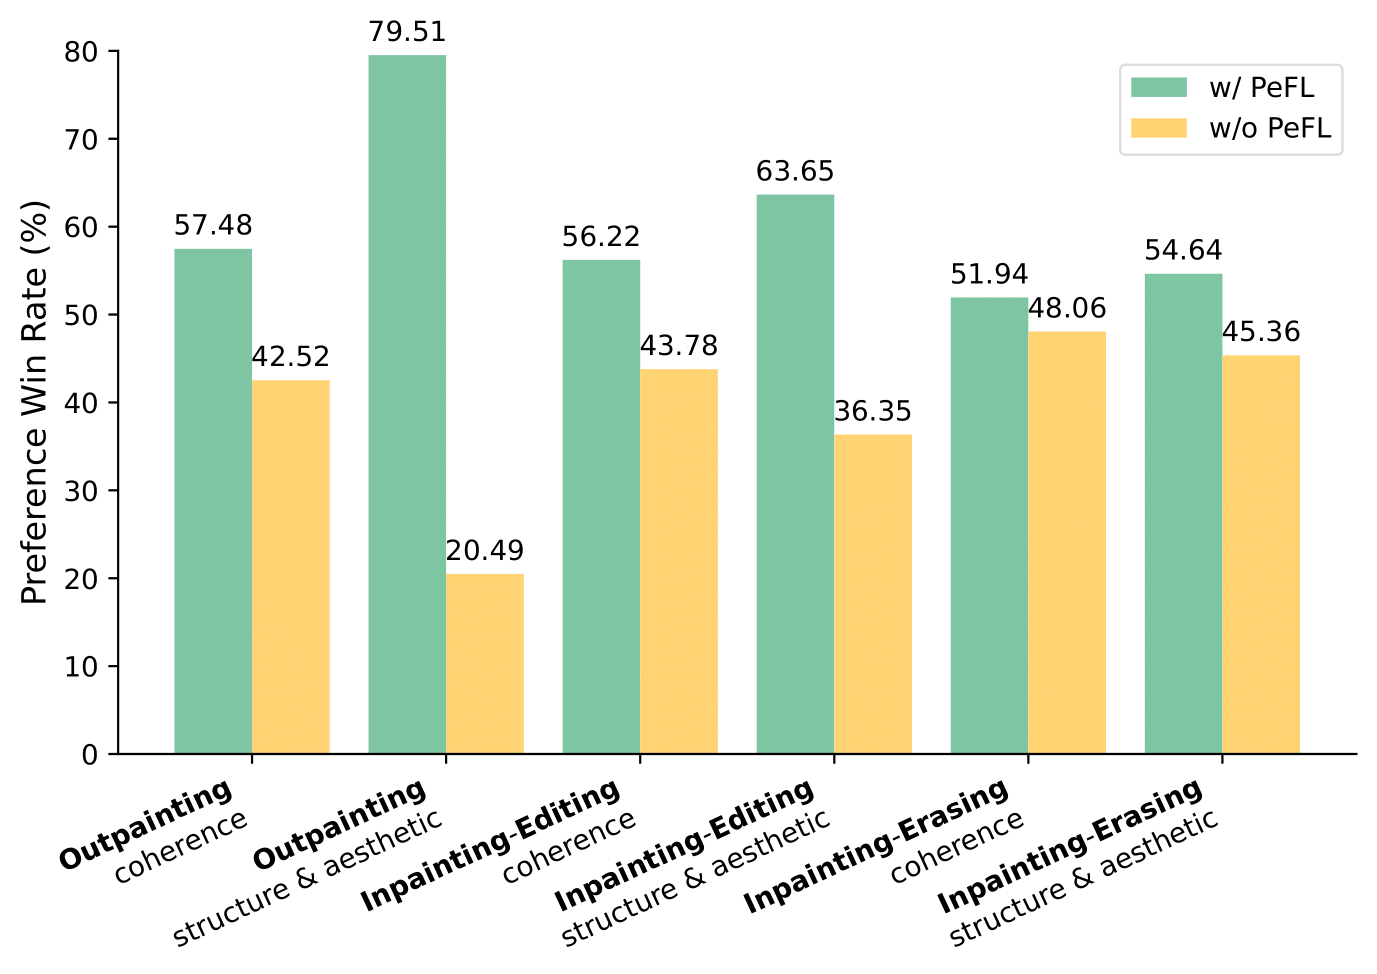 79.51
80
w/ PeFL
w/o PeFL
70
63.65
60
57.48
56.22
54.64
51.94
50
48.06
45.36
43.78
42.52
40
36.35
30
20.49
20
10
0
Preference Win Rate (%)
Outpainting
coherence
Outpainting
structure & aesthetic
Inpainting-Editing
coherence
Inpainting-Editing
structure & aesthetic
Inpainting-Erasing
coherence
Inpainting-Erasing
structure & aesthetic